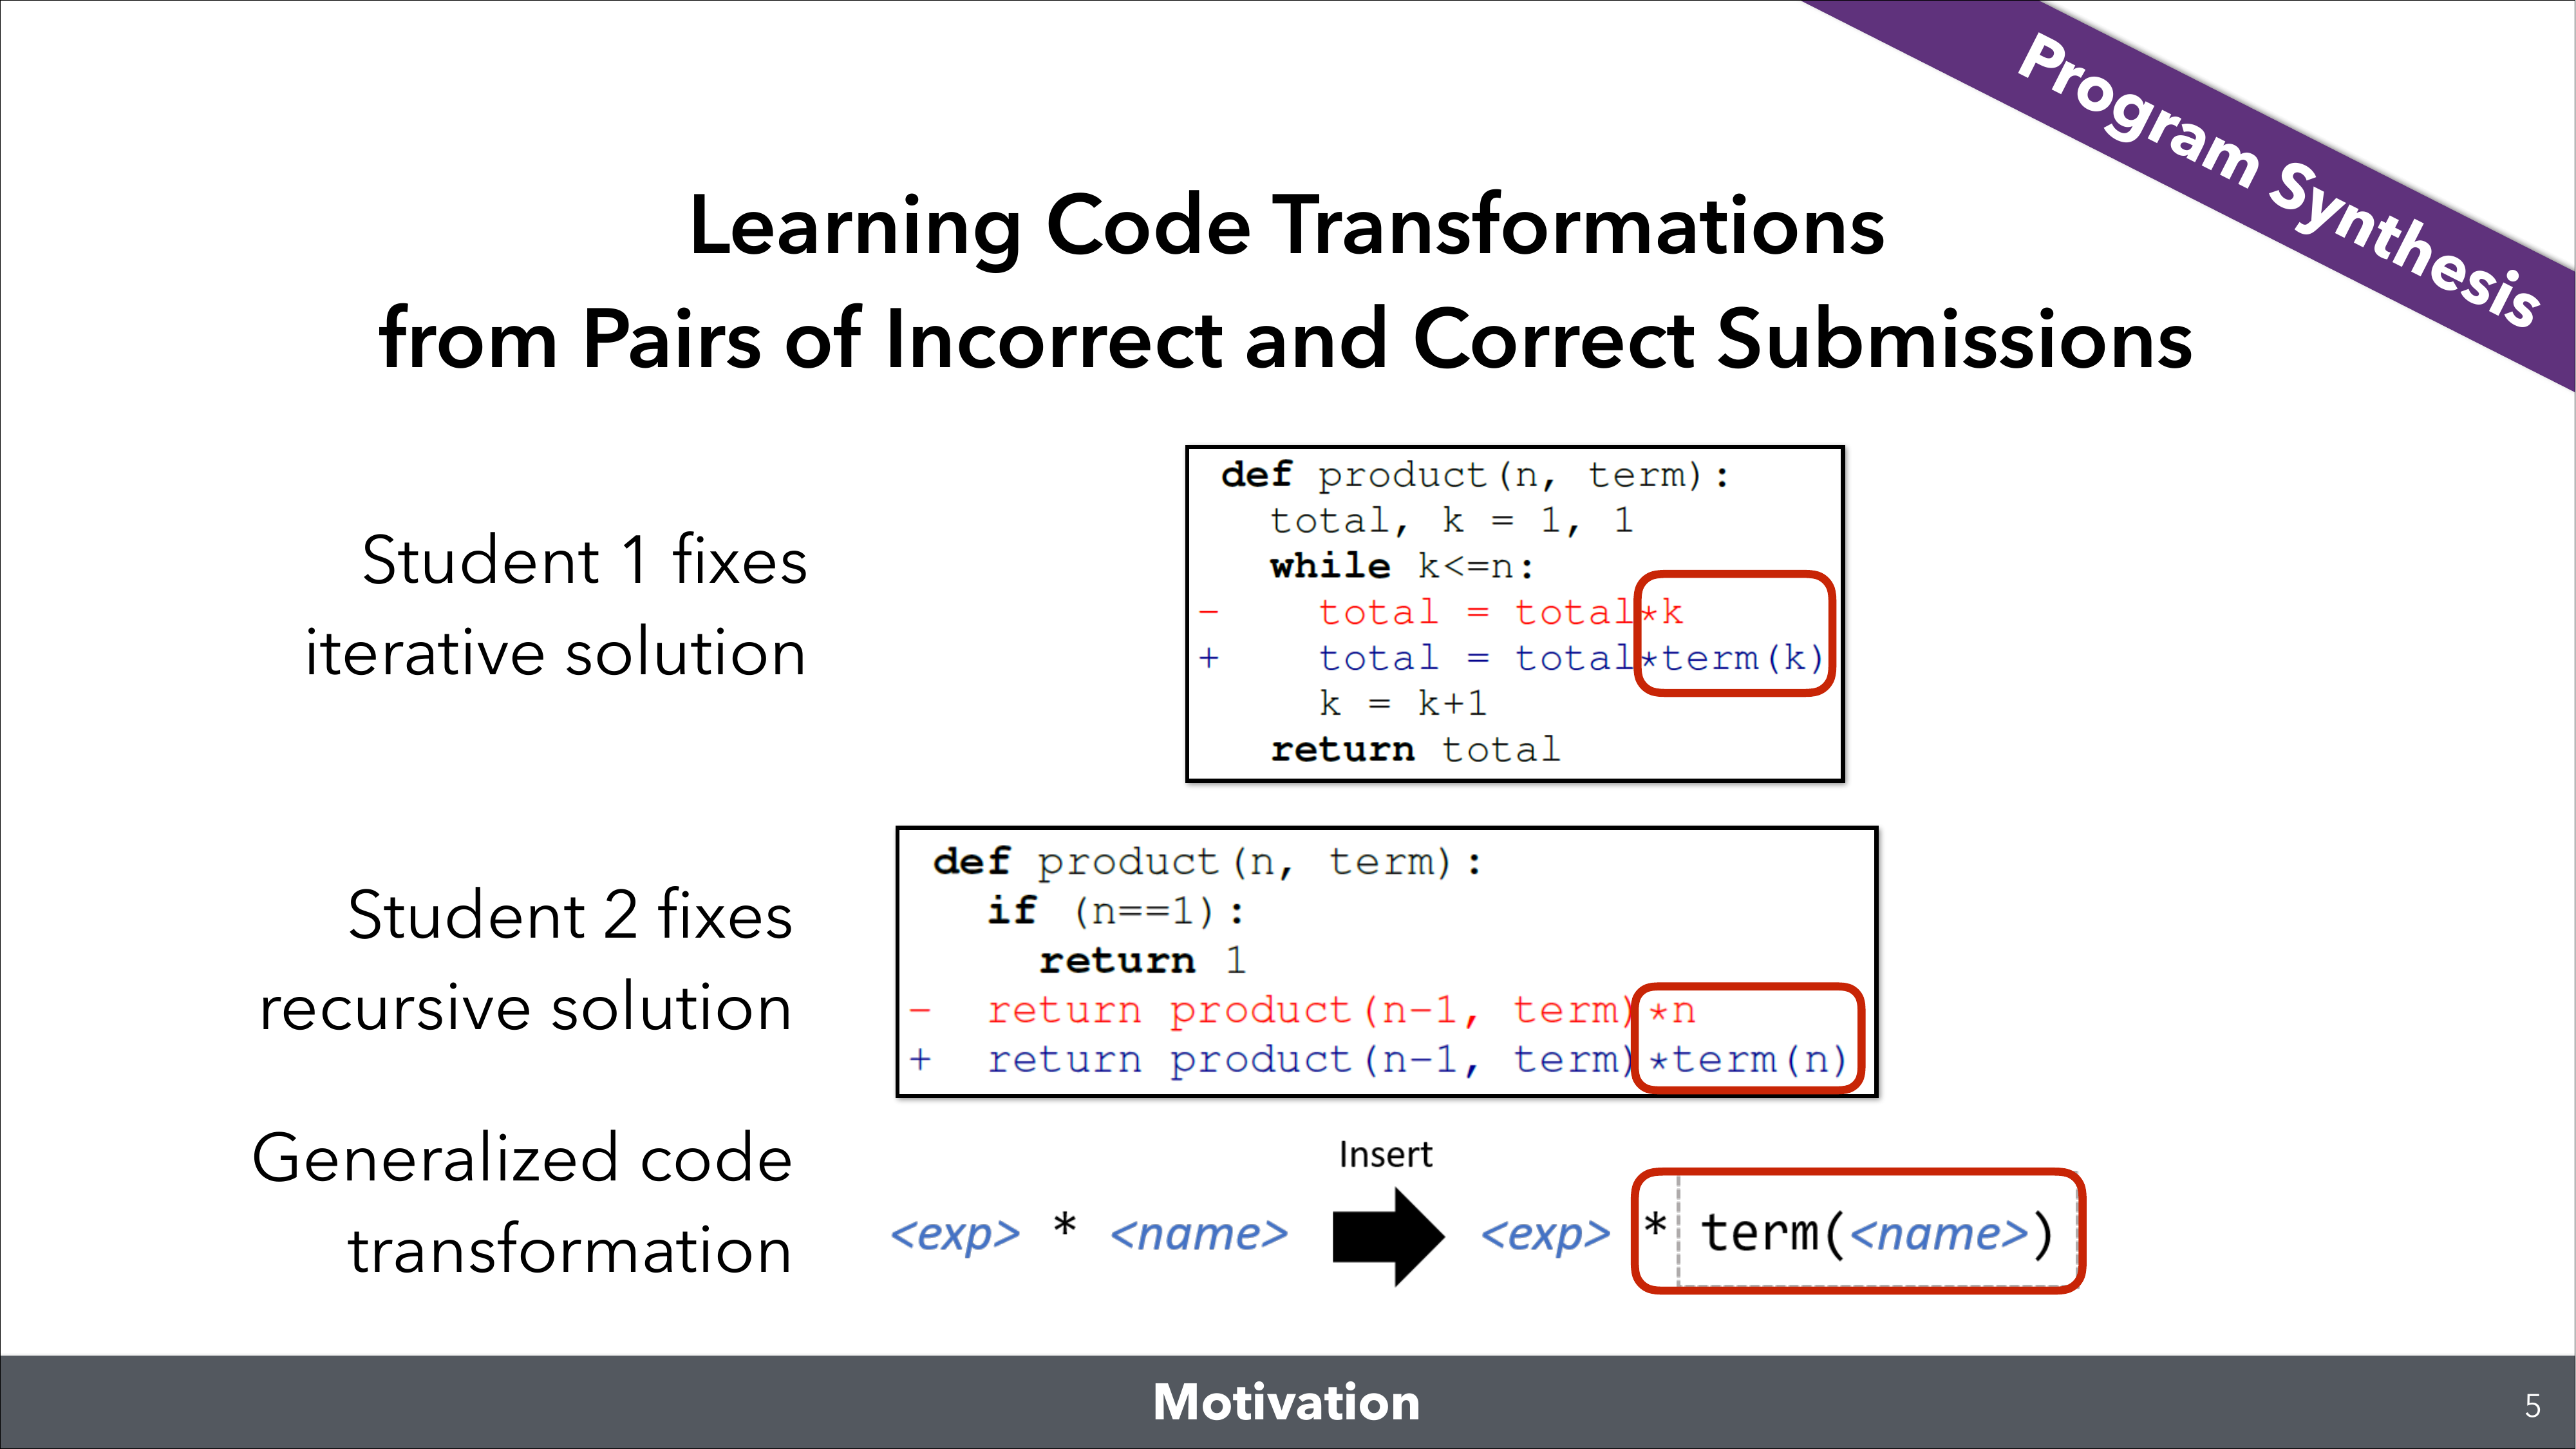 Program Synthesis
Learning Code Transformations
from Pairs of Incorrect and Correct Submissions
Student 1 fixes
iterative solution
def product(n, term):
total, k = 1, 1
while k<=n:
- total = total*k
+ total = total*term(k)
k = k+1
return total
Student 2 fixes
recursive solution
def product(n, term):
if (n==1):
return 1
- return product(n-1, term)*n
+ return product(n-1, term)*term(n)
Generalized code
transformation
Insert
<exp> * <name> <exp> * term(<name>)
Motivation
5